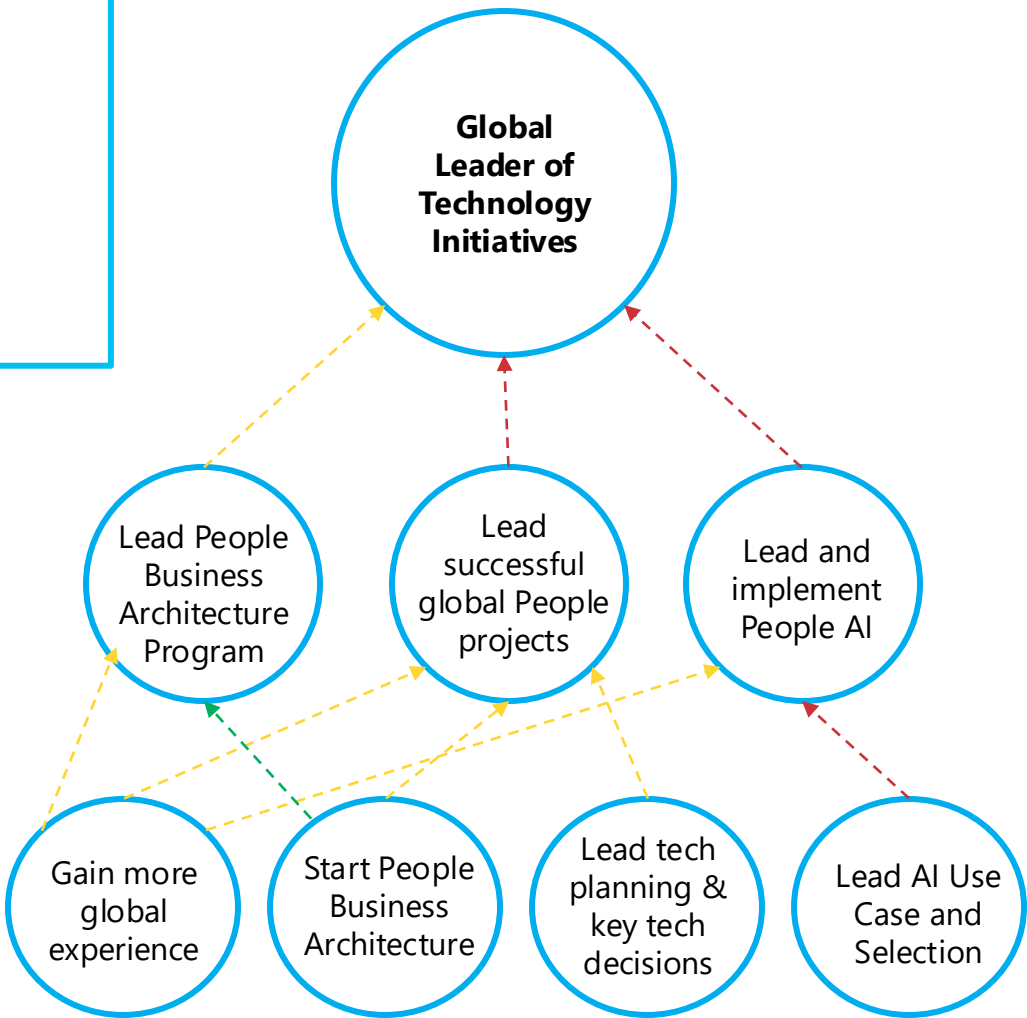 Global
Leader of
Technology
Initiatives
Lead People
Business
Architecture
Program
Lead
successful
global People
projects
Lead and
implement
People AI
Gain more
global
experience
Start People
Business
Architecture
Lead tech
planning &
key tech
decisions
Lead AI Use
Case and
Selection